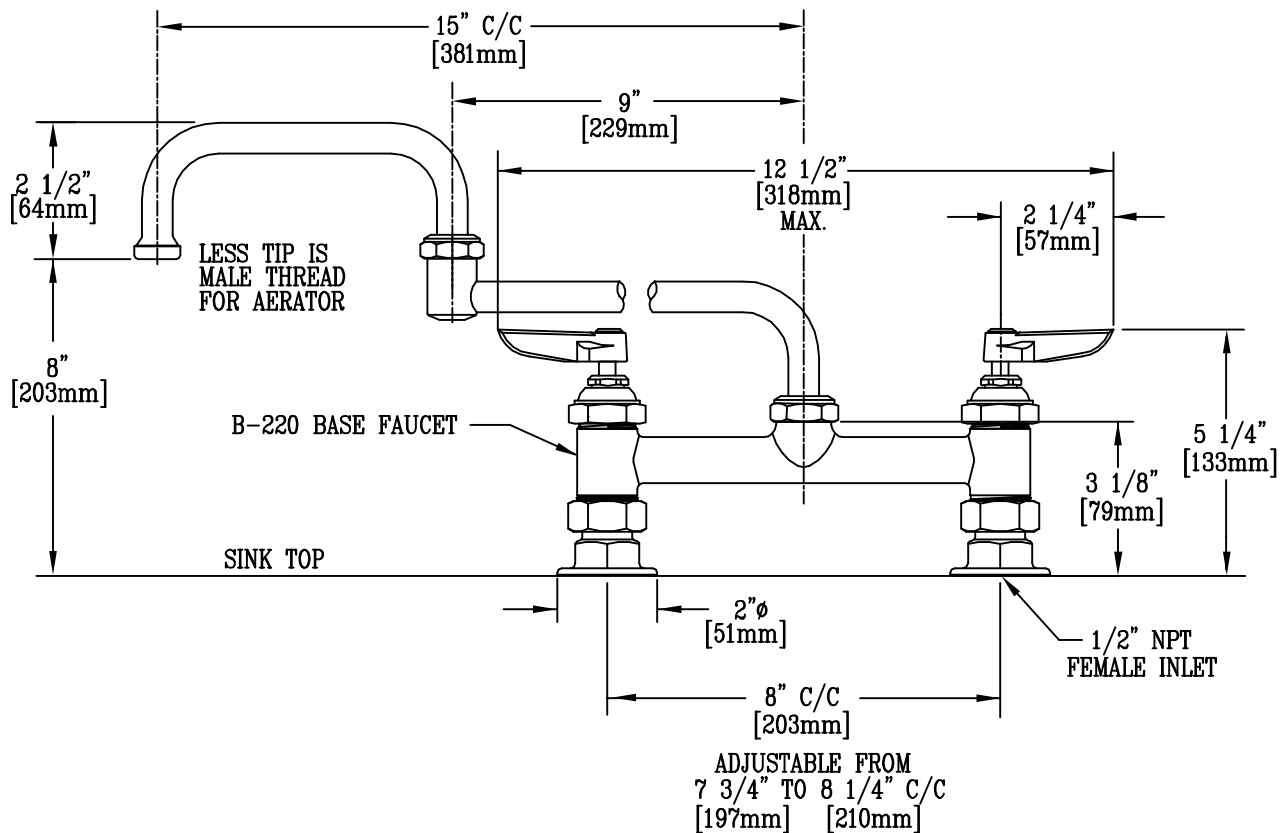 15" C/C
[381mm]
9"
[229mm]
12 1/2"
[318mm]
MAX.
2 1/4"
[57mm]
2 1/2"
[64mm]
LESS TIP IS
MALE THREAD
FOR AERATOR
8"
[203mm]
B-220 BASE FAUCET
5 1/4"
[133mm]
3 1/8"
[79mm]
SINK TOP
2"ø
[51mm]
1/2" NPT
FEMALE INLET
8" C/C
[203mm]
ADJUSTABLE FROM
7 3/4" TO 8 1/4" C/C
[197mm] [210mm]